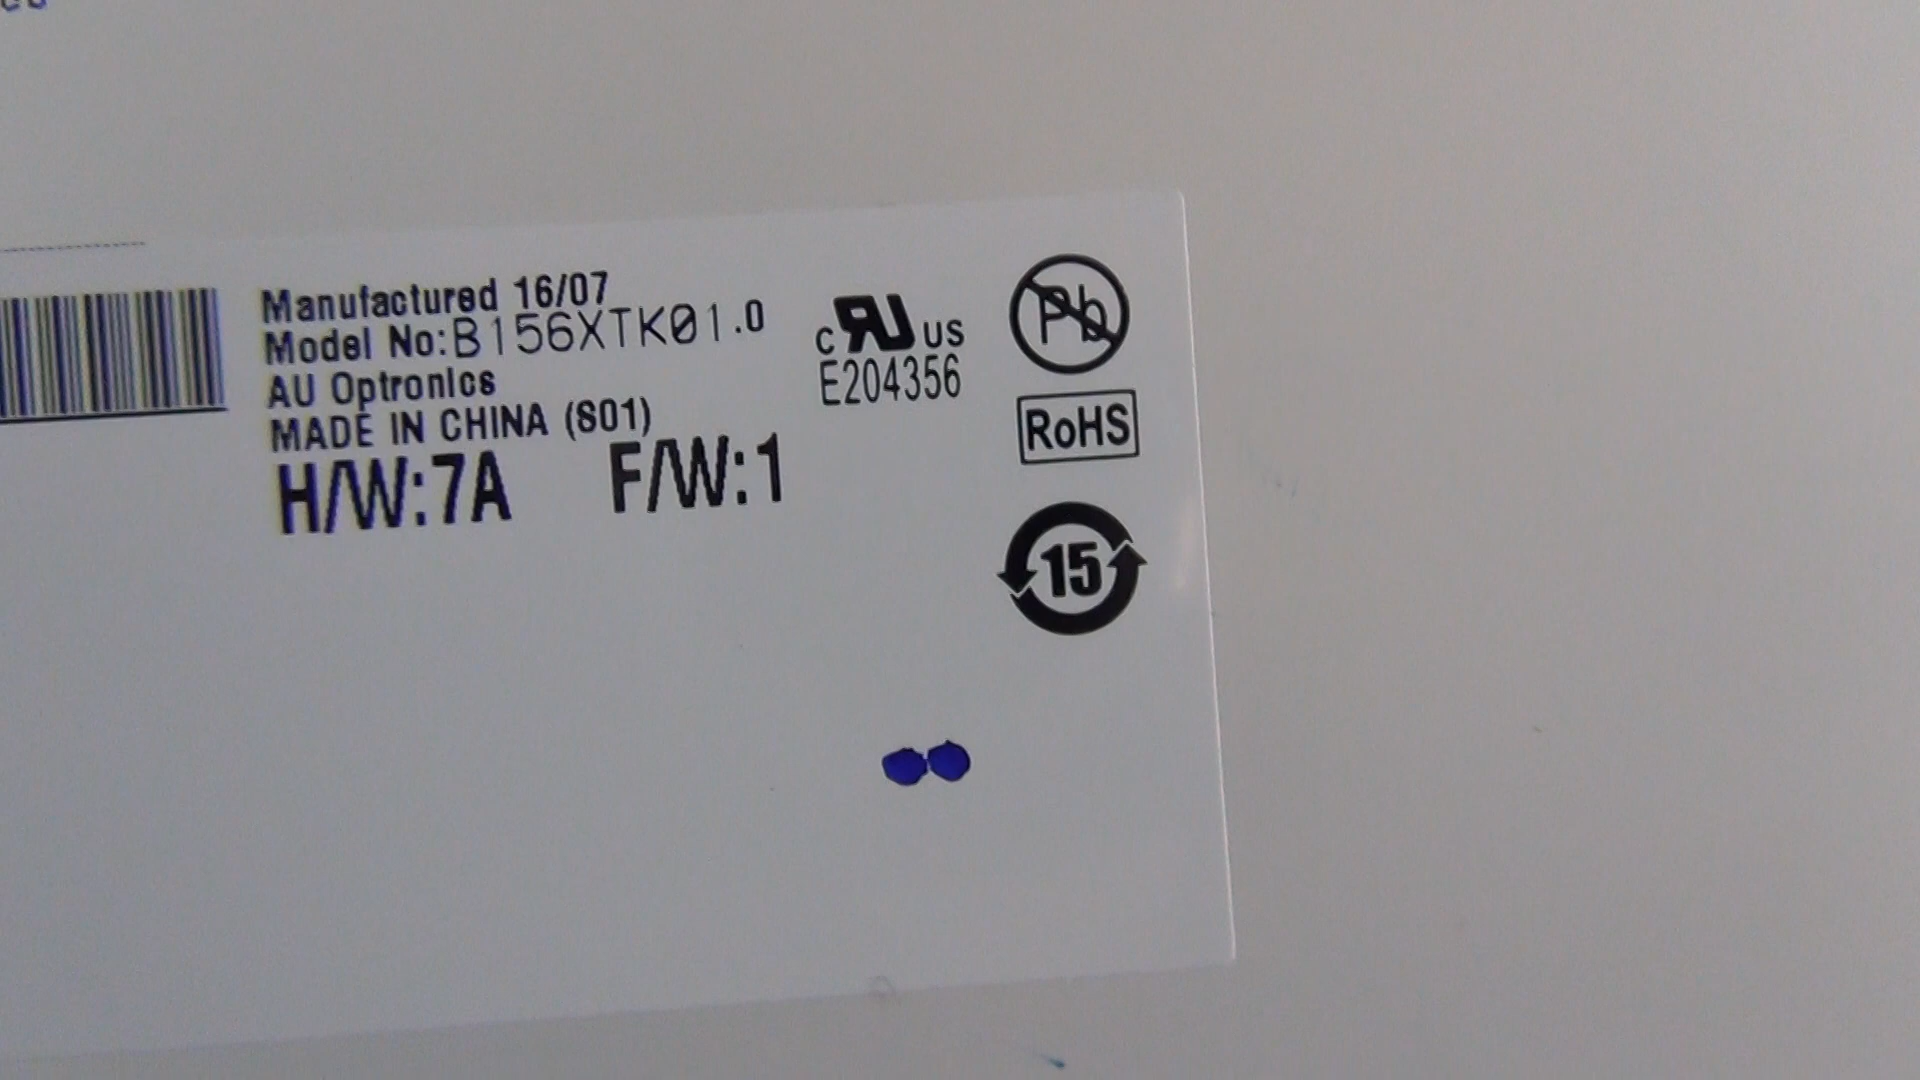 Manufactured 16/07
Model No:B156XTK01.0
AU Optronics
MADE IN CHINA (S01)
H/W:7A F/W:1
c RU US
E204356
Pb
RoHS
15